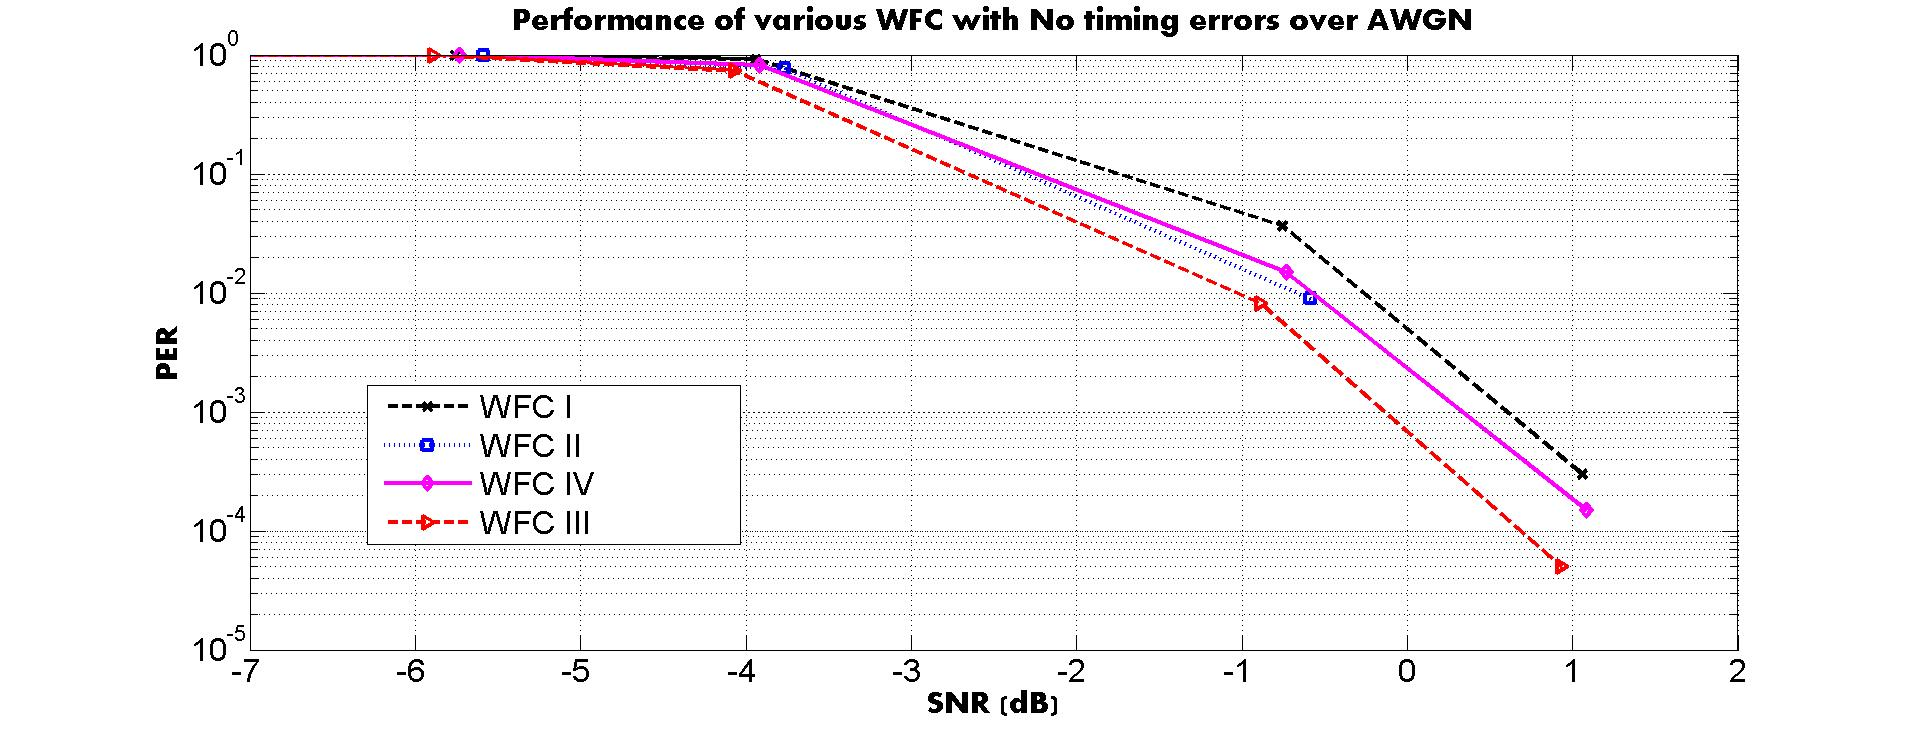 Performance of various WFC with No timing errors over AWGN
10^0
10^-1
10^-2
10^-3
10^-4
10^-5
PER
WFC I
WFC II
WFC IV
WFC III
-7 -6 -5 -4 -3 -2 -1 0 1 2
SNR (dB)